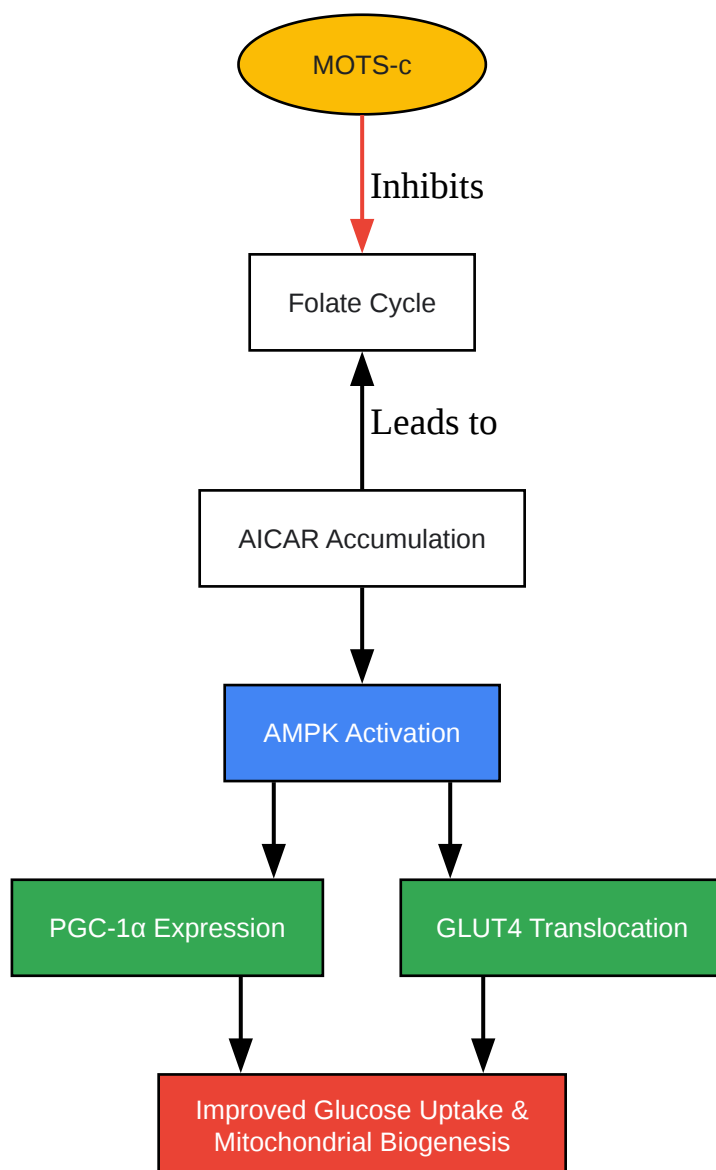 MOTS-c
Inhibits
Folate Cycle
Leads to
AICAR Accumulation
AMPK Activation
PGC-1α Expression
GLUT4 Translocation
Improved Glucose Uptake &
Mitochondrial Biogenesis